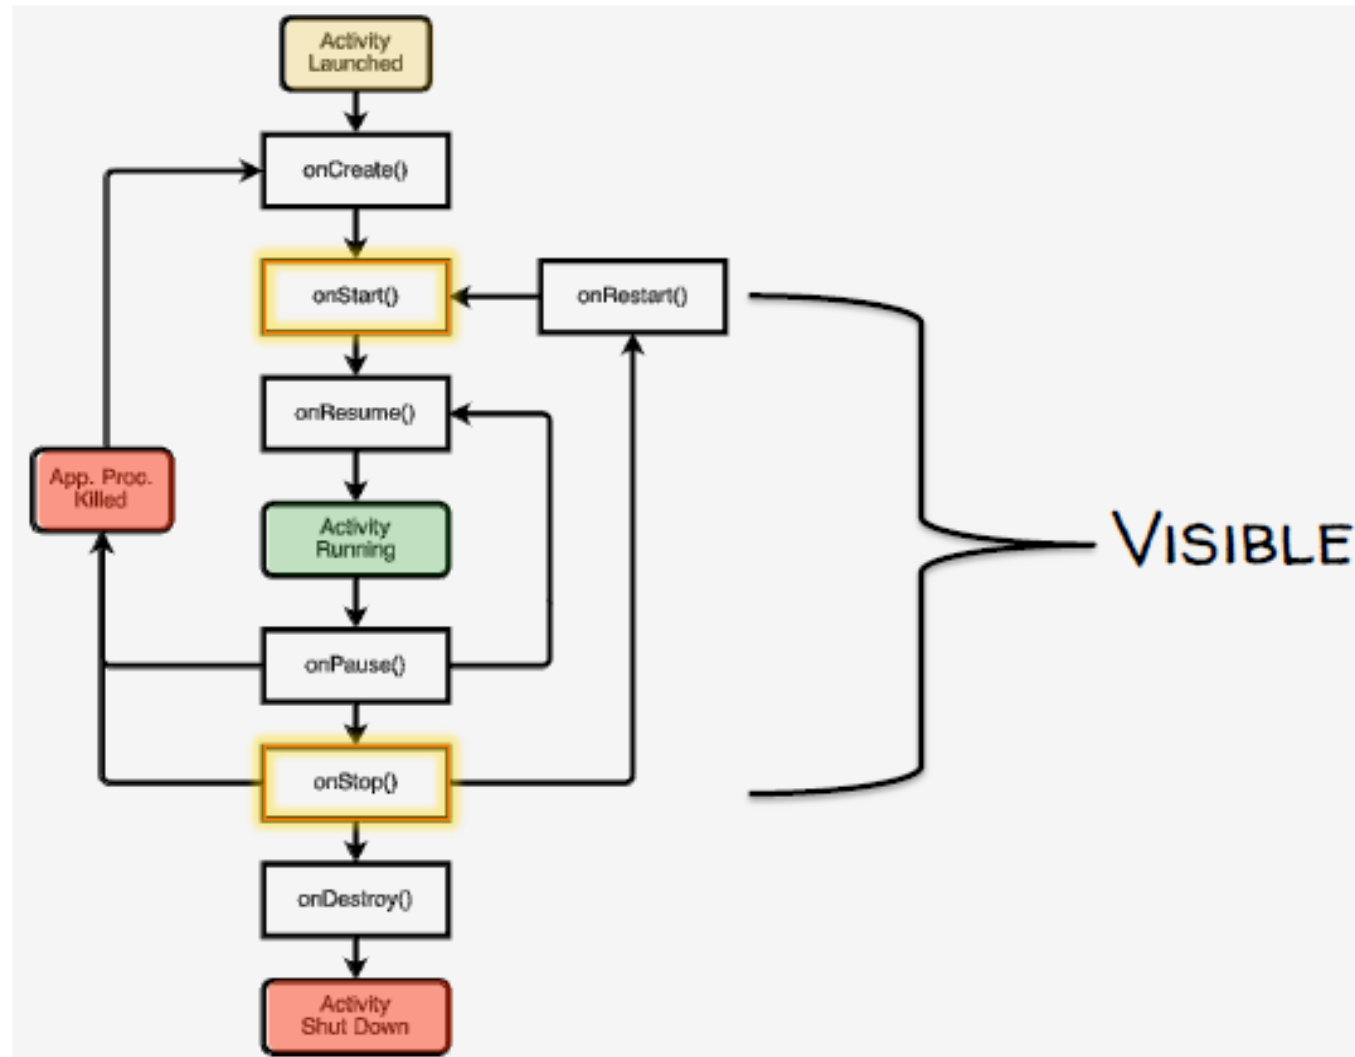 Activity
Launched
onCreate()
onStart()
onRestart()
onResume()
App. Proc.
Killed
Activity
Running
VISIBLE
onPause()
onStop()
onDestroy()
Activity
Shut Down